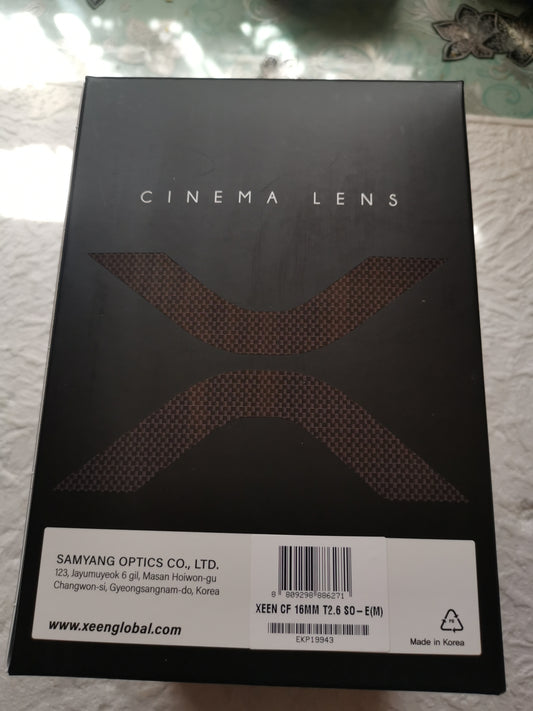 CINEMA LENS
SAMYANG OPTICS CO., LTD.
123, Jayumuyeok 6 gil, Masan Hoiwon-gu
Changwon-si, Gyeongsangnam-do, Korea
www.xeenglobal.com
8 809298 886271
XEEN CF 16MM T2.6 SO-E(M)
EKP19943
Made in Korea